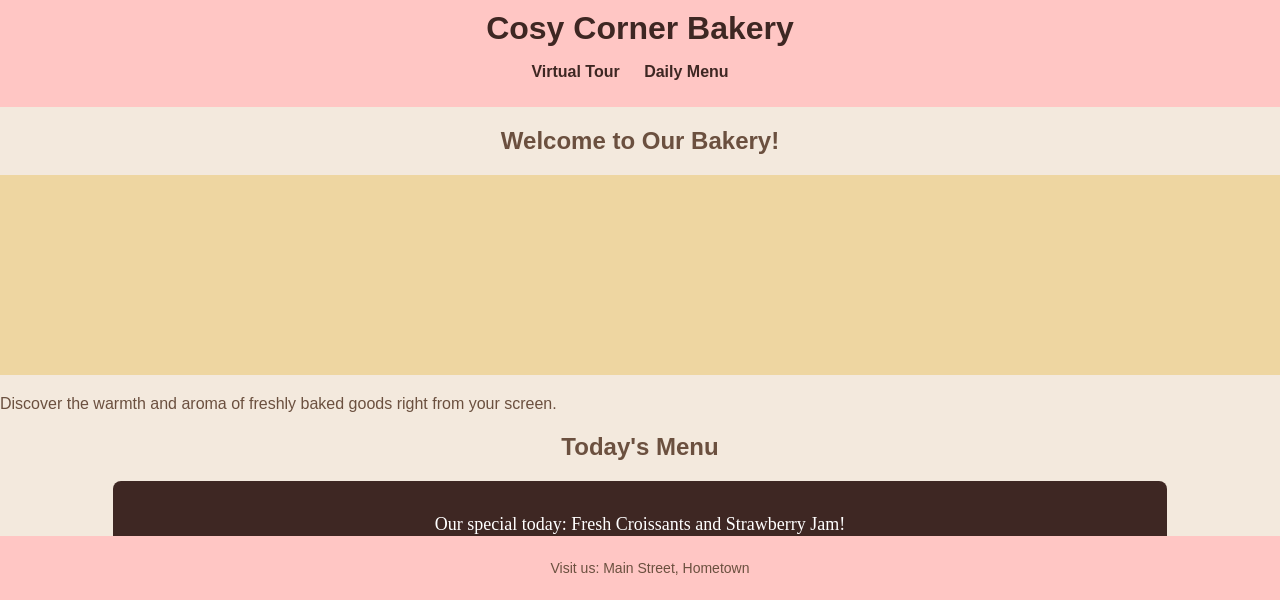 Cosy Corner Bakery
Virtual Tour Daily Menu
Welcome to Our Bakery!
Discover the warmth and aroma of freshly baked goods right from your screen.
Today's Menu
Our special today: Fresh Croissants and Strawberry Jam!
Visit us: Main Street, Hometown